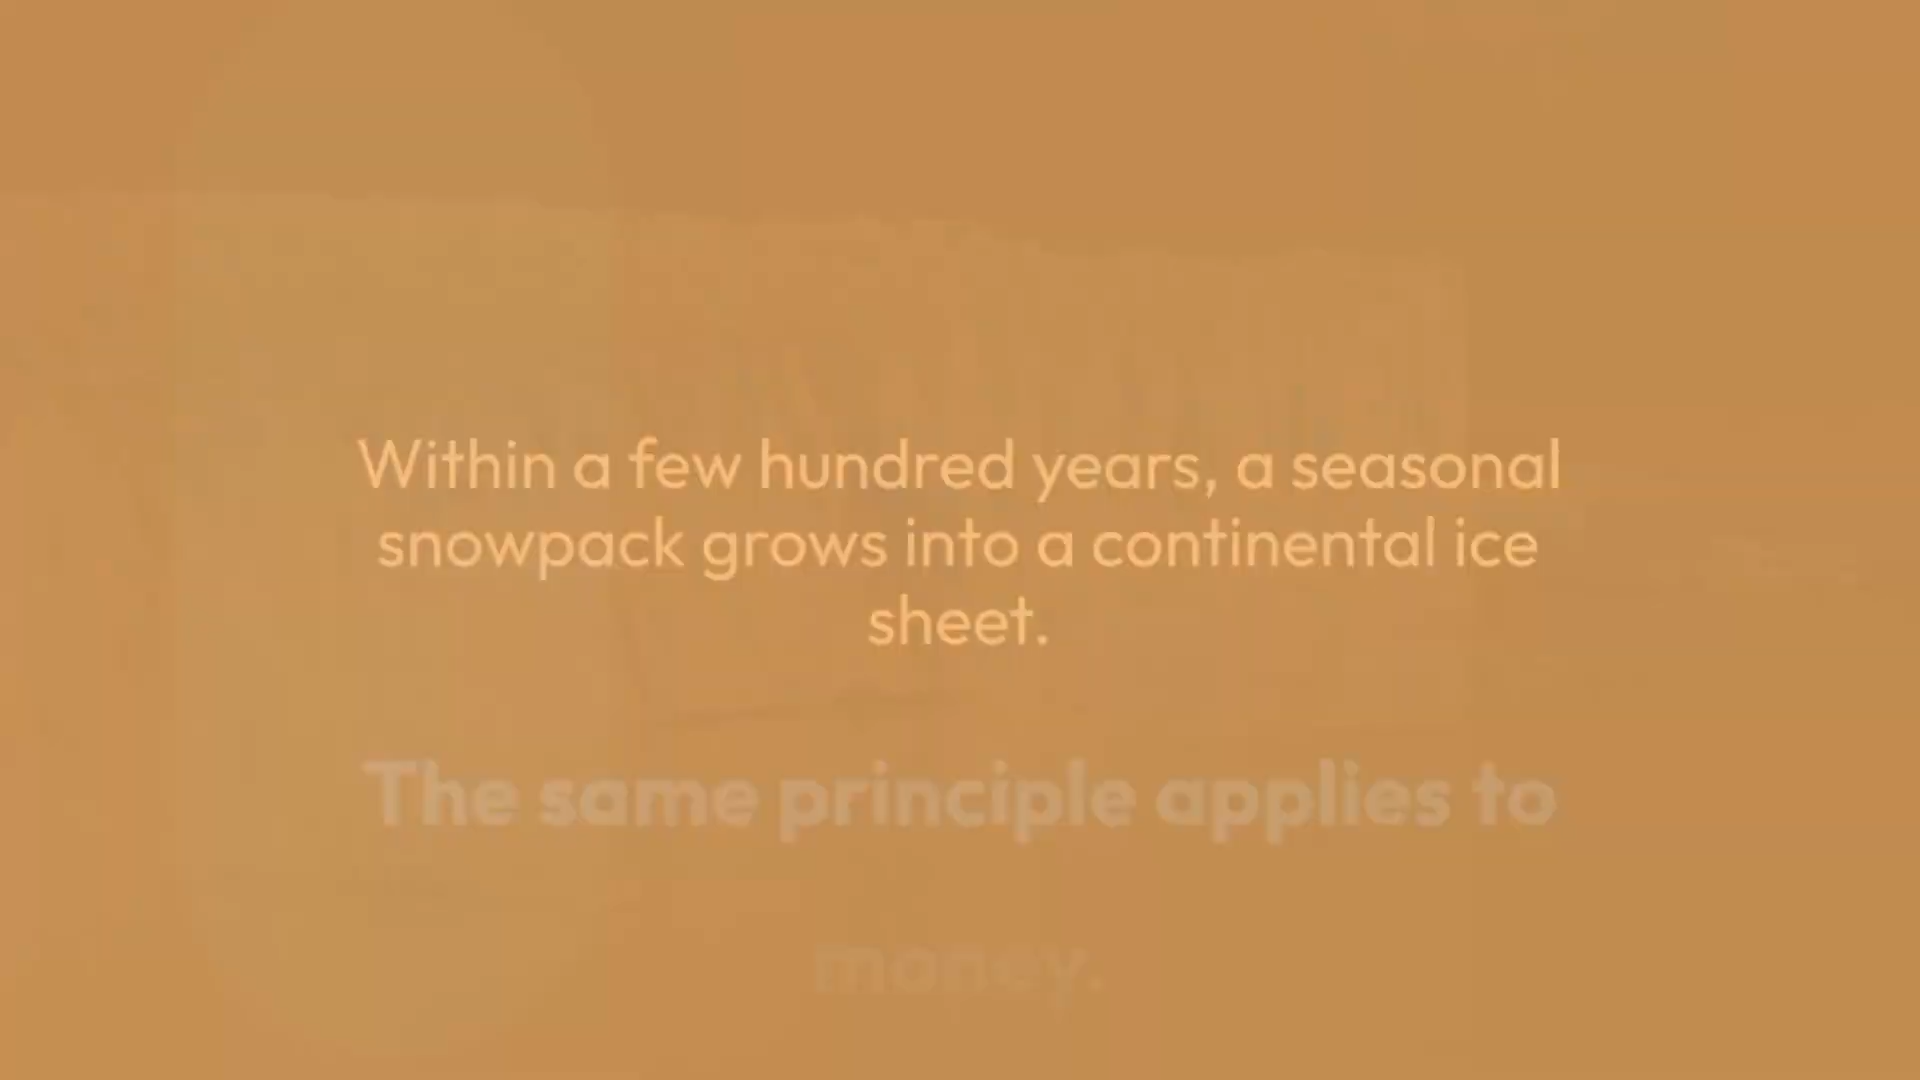 Within a few hundred years, a seasonal
snowpack grows into a continental ice
sheet.
The same principle applies to
money.